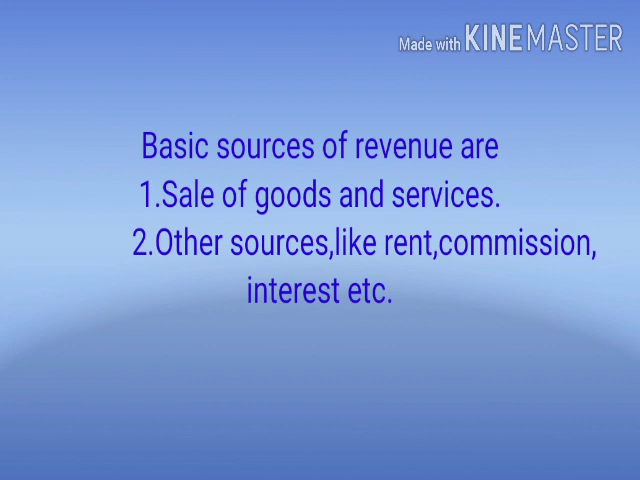 Made with KINEMASTER
Basic sources of revenue are
1.Sale of goods and services.
2.Other sources,like rent,commission,
interest etc.